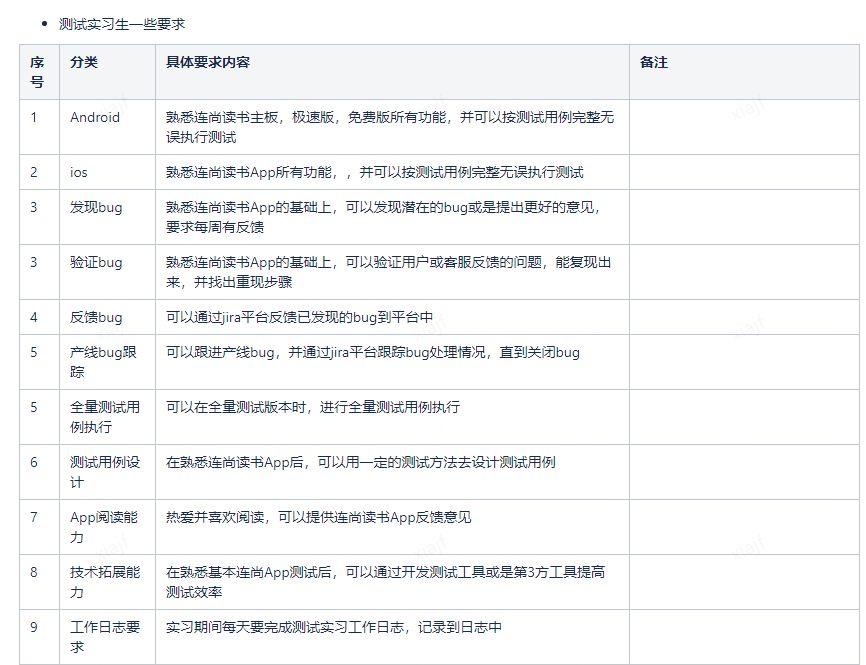 测试实习生一些要求
序号 分类 具体要求内容 备注
1 Android 熟悉连尚读书主板，极速版，免费版所有功能，并可以按测试用例完整无
误执行测试
2 ios 熟悉连尚读书App所有功能，，并可以按测试用例完整无误执行测试
3 发现bug 熟悉连尚读书App的基础上，可以发现潜在的bug或是提出更好的意见，
要求每周有反馈
3 验证bug 熟悉连尚读书App的基础上，可以验证用户或客服反馈的问题，能复现出
来，并找出重现步骤
4 反馈bug 可以通过jira平台反馈已发现的bug到平台中
5 产线bug跟
踪 可以跟进产线bug，并通过jira平台跟踪bug处理情况，直到关闭bug
5 全量测试用
例执行 可以在全量测试版本时，进行全量测试用例执行
6 测试用例设
计 在熟悉连尚读书App后，可以用一定的测试方法去设计测试用例
7 App阅读能
力 热爱并喜欢阅读，可以提供连尚读书App反馈意见
8 技术拓展能
力 在熟悉基本连尚App测试后，可以通过开发测试工具或是第3方工具提高
测试效率
9 工作日志要
求 实习期间每天要完成测试实习工作日志，记录到日志中